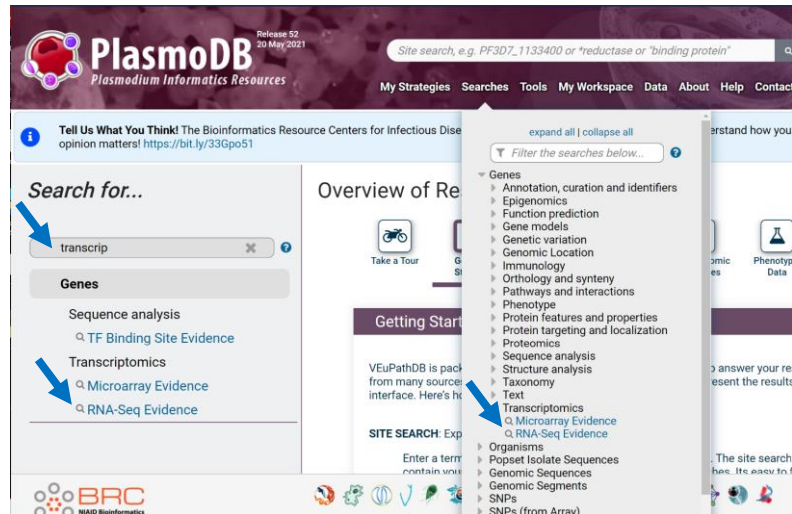 PlasmoDB
Plasmodium Informatics Resources
Release 52
20 May 2021
Site search, e.g. PF3D7_1133400 or *reductase or "binding protein"
My Strategies Searches Tools My Workspace Data About Help Contact
Tell Us What You Think! The Bioinformatics Resource Centers for Infectious Dise
erstand how you
opinion matters! https://bit.ly/33Gpo51
Search for...
transcrip
Genes
Sequence analysis
TF Binding Site Evidence
Transcriptomics
Microarray Evidence
RNA-Seq Evidence
Overview of Re
Take a Tour
Phenotyp
Data
Getting Start
VEuPathDB is pack
o answer your re
from many source
esent the results
interface. Here's ho
SITE SEARCH: Exp
Enter a term
. The site search
contain your
hes. Its easy to f
expand all | collapse all
Filter the searches below...
Genes
Annotation, curation and identifiers
Epigenomics
Function prediction
Gene models
Genetic variation
Genomic Location
Immunology
Orthology and synteny
Pathways and interactions
Phenotype
Protein features and properties
Protein targeting and localization
Proteomics
Sequence analysis
Structure analysis
Taxonomy
Text
Transcriptomics
Microarray Evidence
RNA-Seq Evidence
Organisms
Popset Isolate Sequences
Genomic Sequences
Genomic Segments
SNPs
SNPs (from Array)
BRC
NIAID Bioinformatics